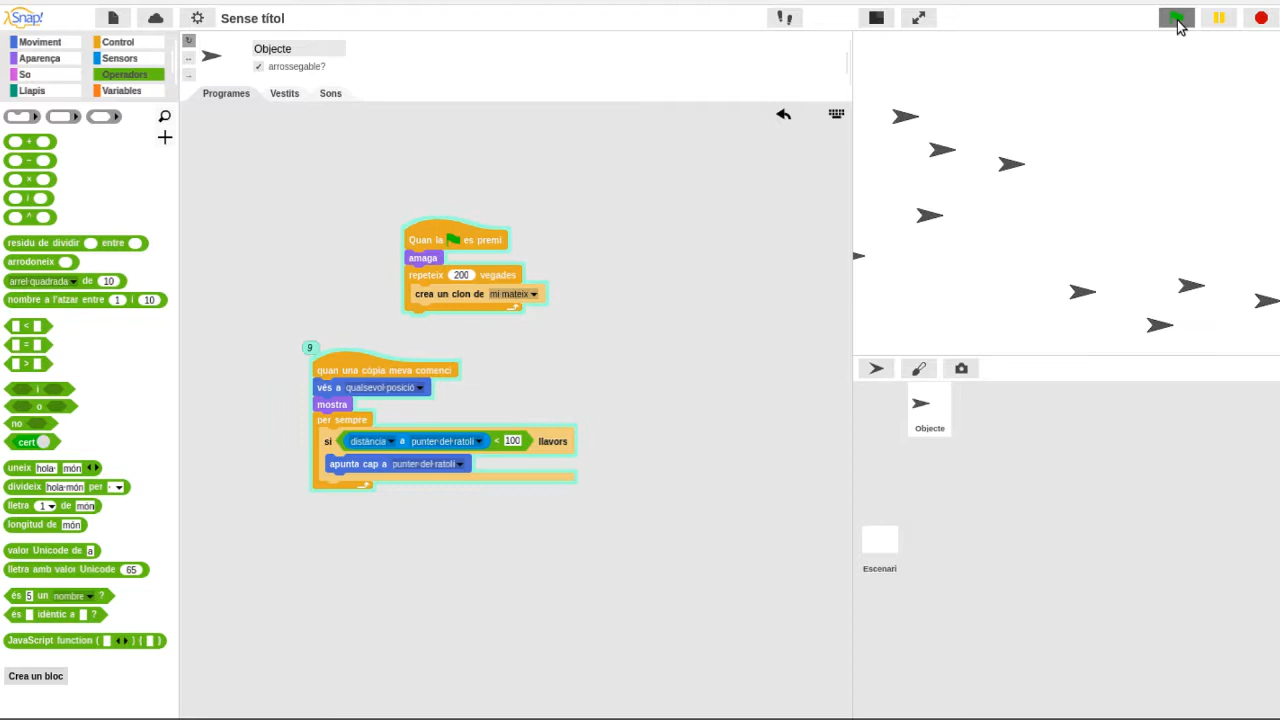 Snap!
Sense títol
Moviment
Control
Aparença
Sensors
So
Operadors
Llapis
Variables
+
−
×
/
^
residu de dividir entre
arrodoneix
arrel quadrada de 10
nombre a l'atzar entre 1 i 10
<
=
>
i
o
no
cert
uneix hola· món
divideix hola·món per ·
lletra 1 de món
longitud de món
valor Unicode de a
lletra amb valor Unicode 65
és 5 un nombre ?
és idèntic a ?
JavaScript function ( ) { }
Crea un bloc
Objecte
arrossegable?
Programes
Vestits
Sons
Quan la es premi
amaga
repeteix 200 vegades
crea un clon de mi·mateix
9
quan una còpia meva comenci
vés a qualsevol·posició
mostra
per sempre
si distància a punter·del·ratolí < 100 llavors
apunta cap a punter·del·ratolí
Objecte
Escenari